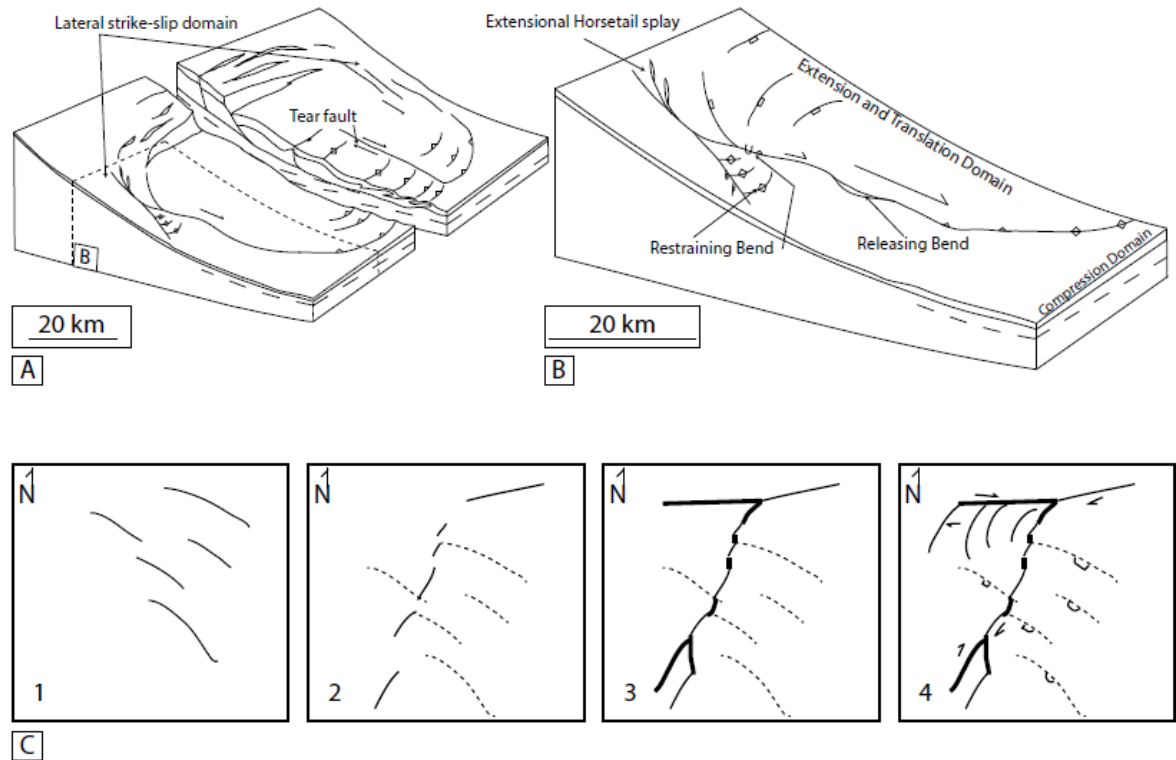 Lateral strike-slip domain
Tear fault
B
20 km
A
Extensional Horsetail splay
Extension and Translation Domain
U
Restraining Bend
Releasing Bend
Compression Domain
20 km
B
N
1
N
2
N
3
N
4
C